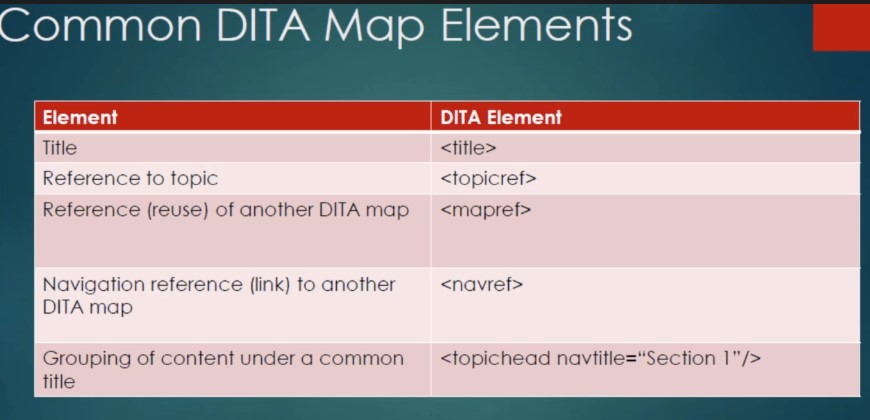 Common DITA Map Elements
Element
DITA Element
Title
<title>
Reference to topic
<topicref>
Reference (reuse) of another DITA map
<mapref>
Navigation reference (link) to another
DITA map
<navref>
Grouping of content under a common
title
<topichead navtitle=“Section 1”/>